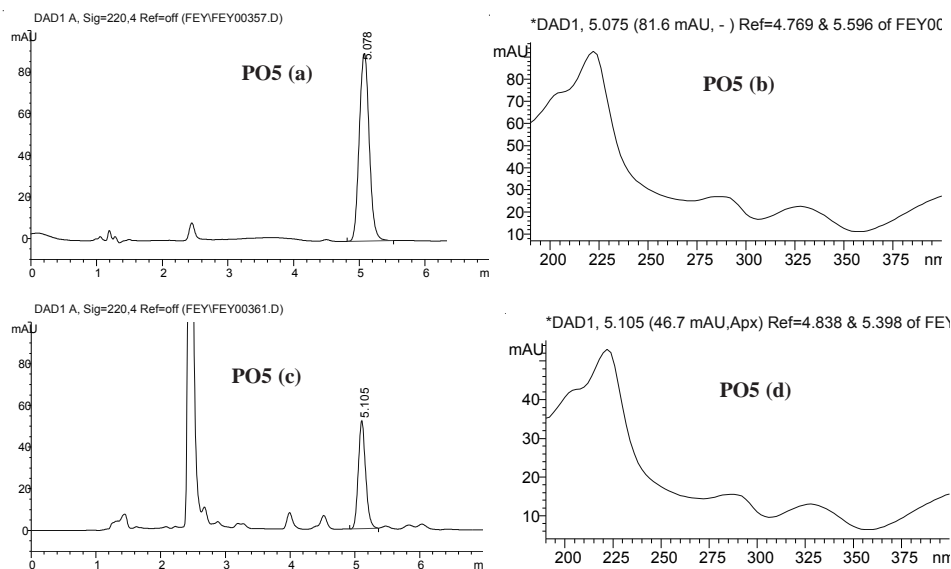 DAD1 A, Sig=220,4 Ref=off (FEY\FEY00357.D)
mAU
80
60
40
20
0
0 1 2 3 4 5 6 m
PO5 (a)
5.078
*DAD1, 5.075 (81.6 mAU, - ) Ref=4.769 & 5.596 of FEY00
mAU
80
70
60
50
40
30
20
10
200 225 250 275 300 325 350 375 nm
PO5 (b)
DAD1 A, Sig=220,4 Ref=off (FEY\FEY00361.D)
mAU
80
60
40
20
0
0 1 2 3 4 5 6 m
PO5 (c)
5.105
*DAD1, 5.105 (46.7 mAU,Apx) Ref=4.838 & 5.398 of FEY
mAU
40
30
20
10
200 225 250 275 300 325 350 375 nm
PO5 (d)